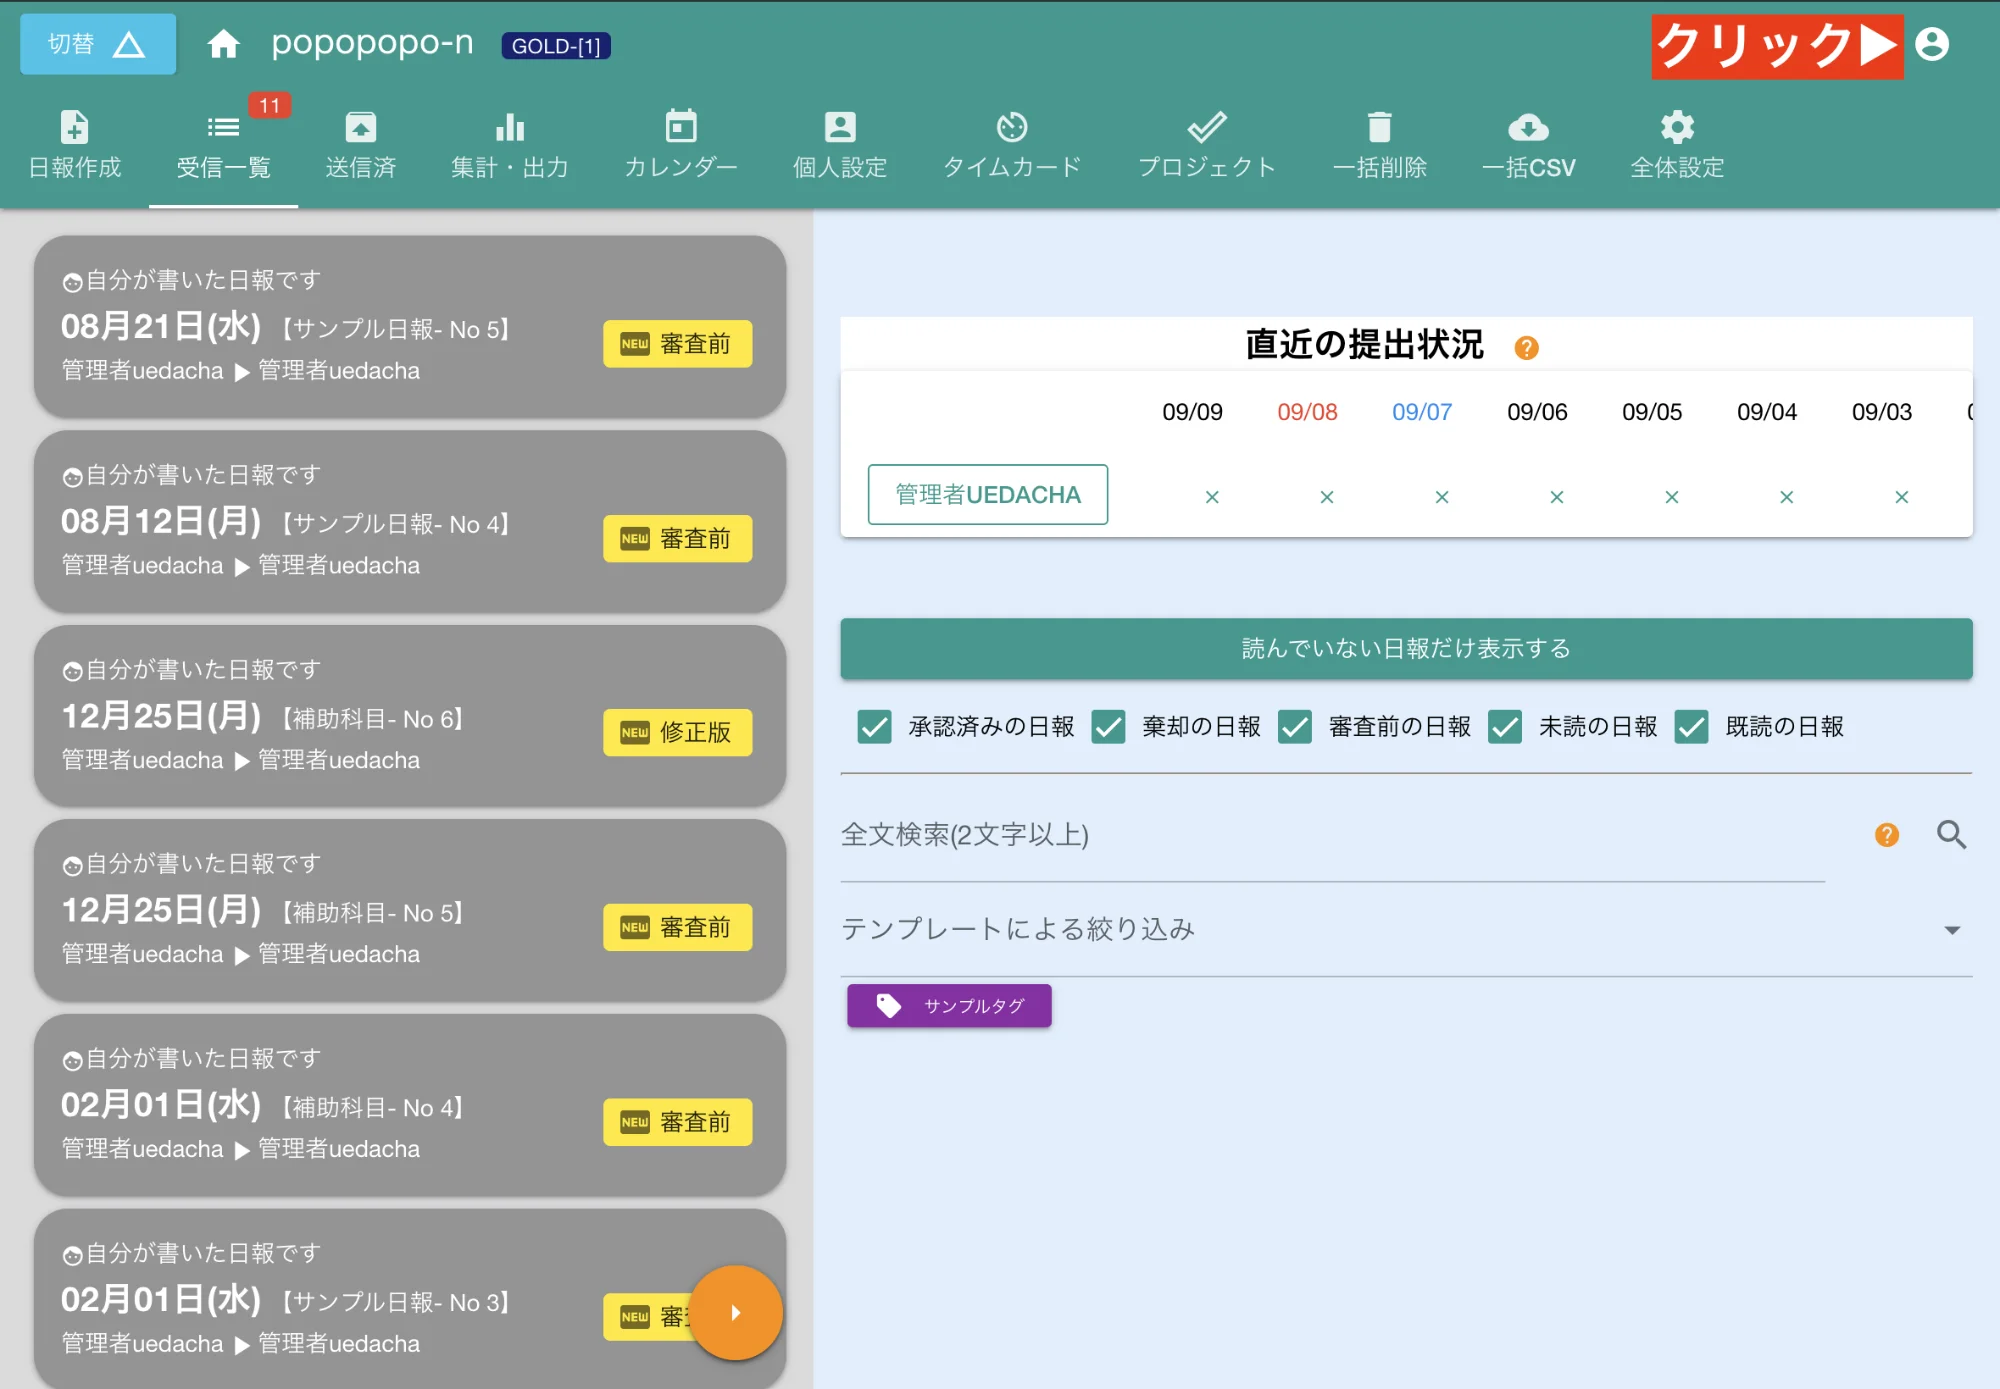 切替
popopopo-n
GOLD-[1]
クリック▶
11
日報作成
受信一覧
送信済
集計・出力
カレンダー
個人設定
タイムカード
プロジェクト
一括削除
一括CSV
全体設定
自分が書いた日報です
08月21日(水) 【サンプル日報- No 5】
管理者uedacha ▶ 管理者uedacha
NEW 審査前
自分が書いた日報です
08月12日(月) 【サンプル日報- No 4】
管理者uedacha ▶ 管理者uedacha
NEW 審査前
自分が書いた日報です
12月25日(月) 【補助科目- No 6】
管理者uedacha ▶ 管理者uedacha
NEW 修正版
自分が書いた日報です
12月25日(月) 【補助科目- No 5】
管理者uedacha ▶ 管理者uedacha
NEW 審査前
自分が書いた日報です
02月01日(水) 【補助科目- No 4】
管理者uedacha ▶ 管理者uedacha
NEW 審査前
自分が書いた日報です
02月01日(水) 【サンプル日報- No 3】
管理者uedacha ▶ 管理者uedacha
NEW 審
直近の提出状況 ?
09/09 09/08 09/07 09/06 09/05 09/04 09/03
管理者UEDACHA × × × × × × ×
読んでいない日報だけ表示する
承認済みの日報 棄却の日報 審査前の日報 未読の日報 既読の日報
全文検索(2文字以上) ?
テンプレートによる絞り込み
サンプルタグ